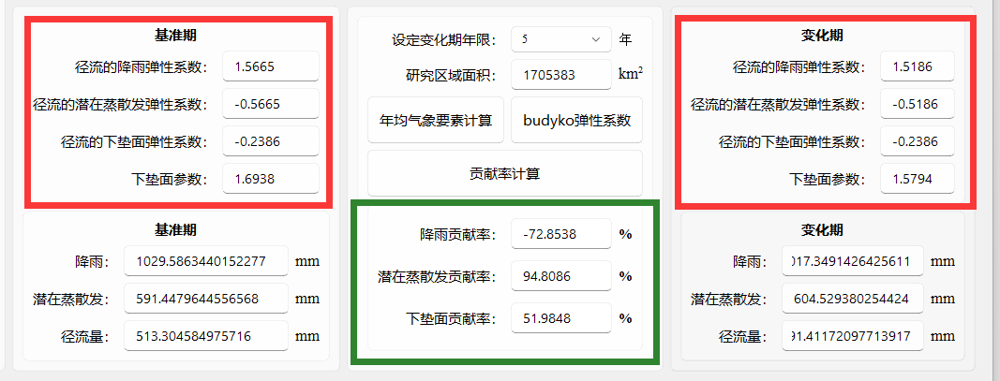 基准期
径流的降雨弹性系数： 1.5665
径流的潜在蒸散发弹性系数： -0.5665
径流的下垫面弹性系数： -0.2386
下垫面参数： 1.6938
基准期
降雨： 1029.5863440152277 mm
潜在蒸散发： 591.4479644556568 mm
径流量： 513.304584975716 mm
设定变化期年限： 5 年
研究区域面积： 1705383 km²
年均气象要素计算 budyko弹性系数
贡献率计算
降雨贡献率： -72.8538 %
潜在蒸散发贡献率： 94.8086 %
下垫面贡献率： 51.9848 %
变化期
径流的降雨弹性系数： 1.5186
径流的潜在蒸散发弹性系数： -0.5186
径流的下垫面弹性系数： -0.2386
下垫面参数： 1.5794
变化期
降雨： 017.3491426425611 mm
潜在蒸散发： 604.529380254424 mm
径流量： 91.41172097713917 mm